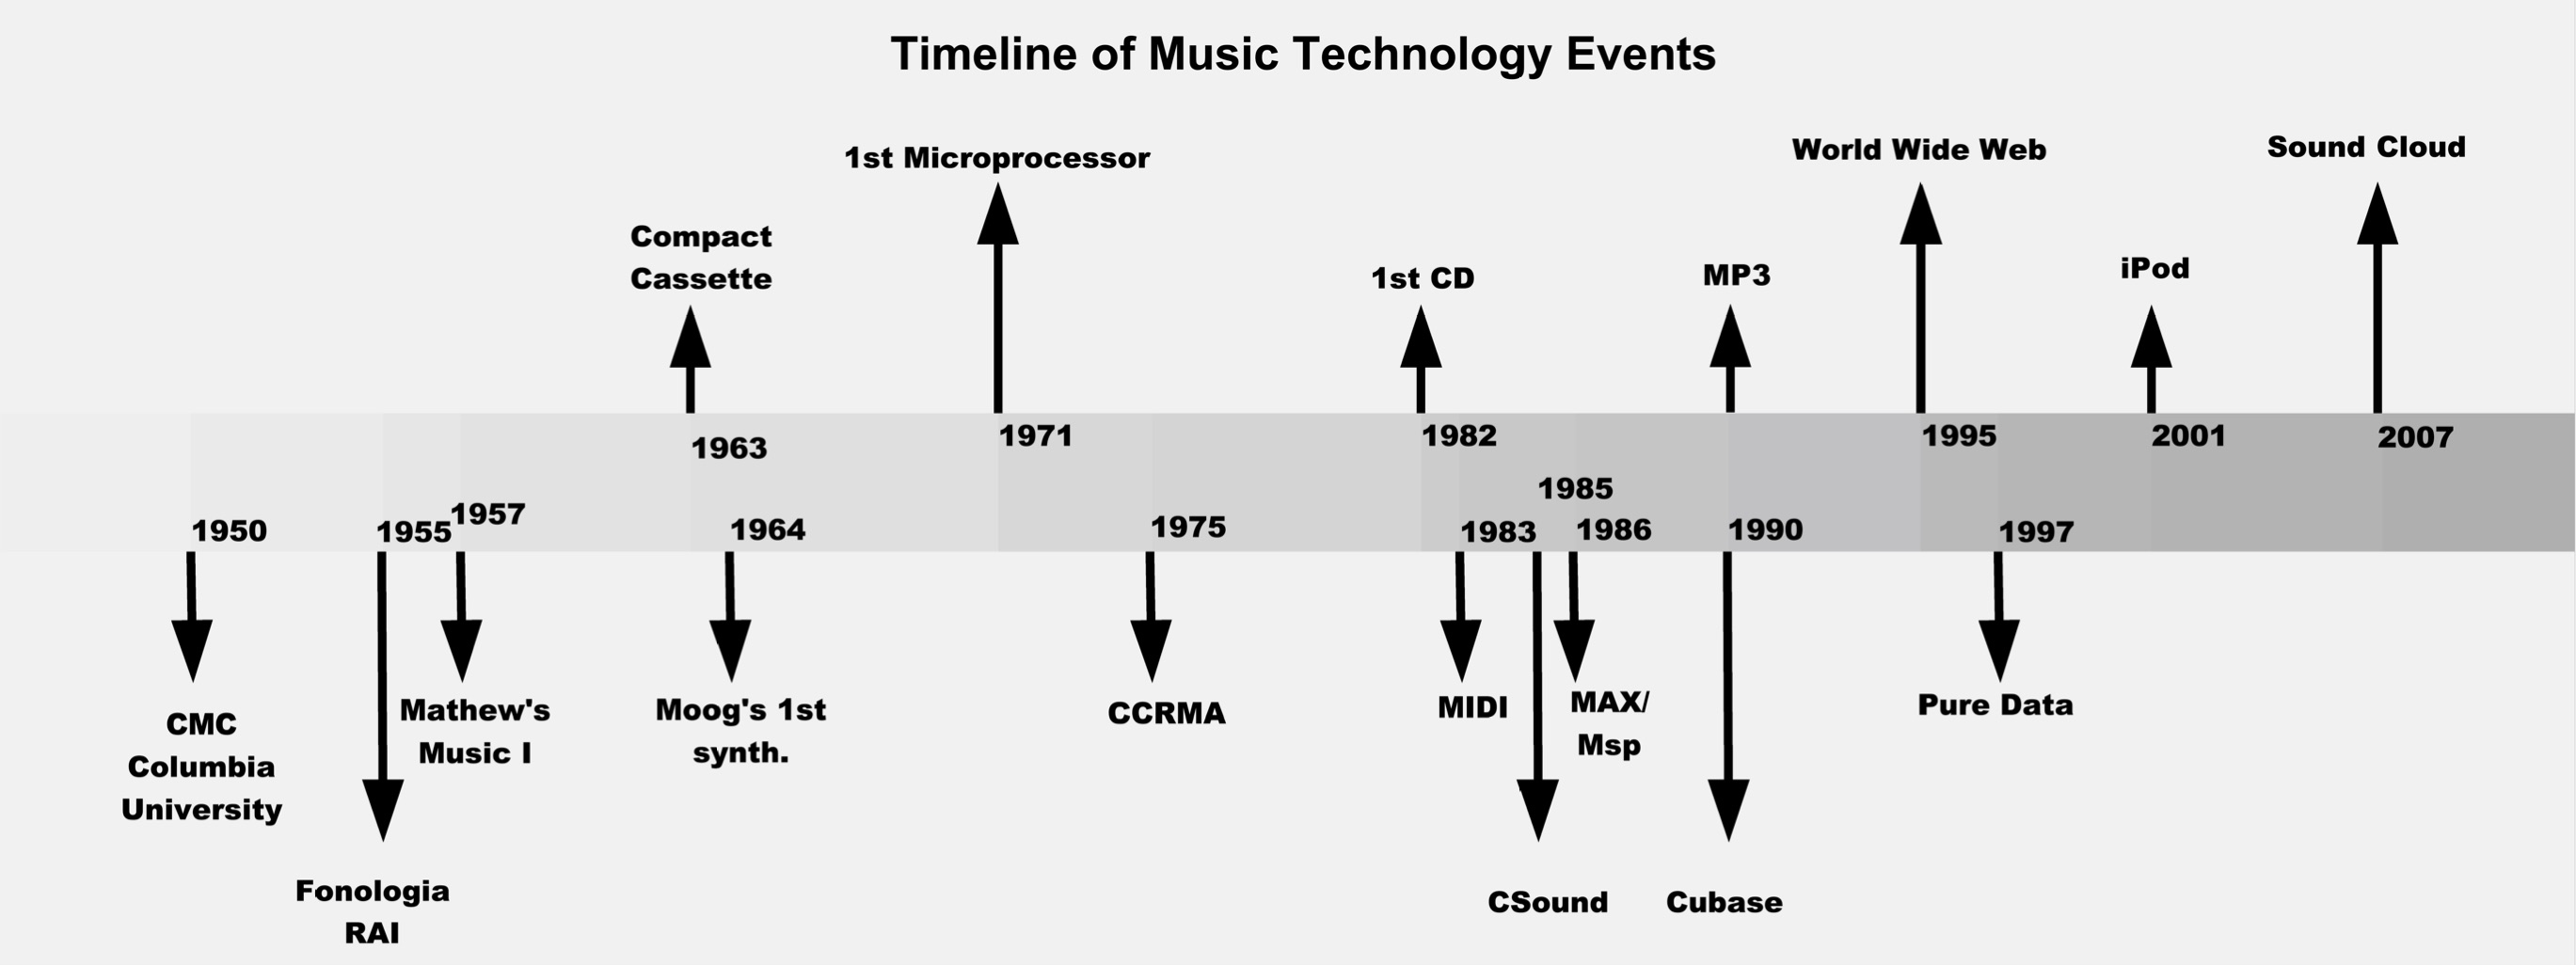 Timeline of Music Technology Events
1st Microprocessor
World Wide Web
Sound Cloud
Compact
Cassette
1st CD
MP3
iPod
1963
1971
1982
1995
2001
2007
1950
1955
1957
1964
1975
1983
1985
1986
1990
1997
CMC
Columbia
University
Fonologia
RAI
Mathew's
Music I
Moog's 1st
synth.
CCRMA
MIDI
CSound
MAX/
Msp
Cubase
Pure Data